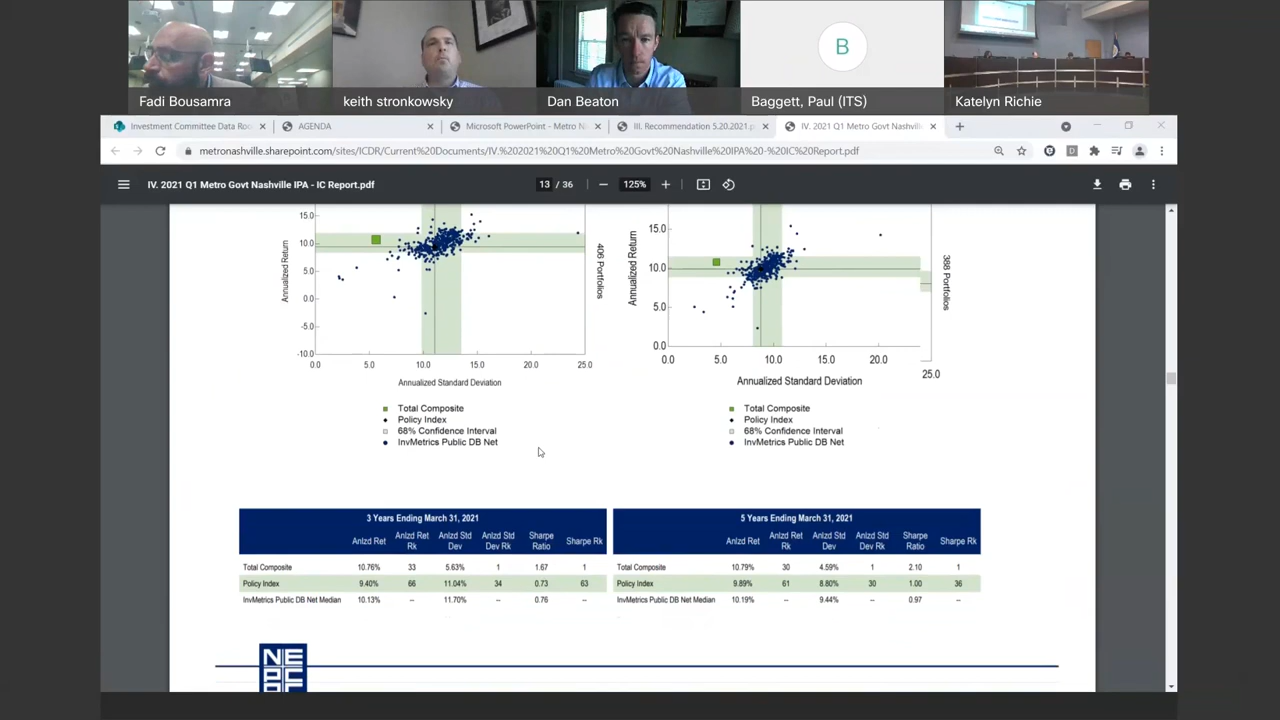 B
Fadi Bousamra
keith stronkowsky
Dan Beaton
Baggett, Paul (ITS)
Katelyn Richie
Investment Committee Data Roo
AGENDA
Microsoft PowerPoint - Metro N
III. Recommendation 5.20.2021.p
IV. 2021 Q1 Metro Govt Nashvill
metronashville.sharepoint.com/sites/ICDR/Current%20Documents/IV.%202021%20Q1%20Metro%20Govt%20Nashville%20IPA%20-%20IC%20Report.pdf
IV. 2021 Q1 Metro Govt Nashville IPA - IC Report.pdf
13 / 36
125%
Annualized Return
15.0
10.0
5.0
0.0
-5.0
-10.0
0.0 5.0 10.0 15.0 20.0 25.0
Annualized Standard Deviation
406 Portfolios
Total Composite
Policy Index
68% Confidence Interval
InvMetrics Public DB Net
Annualized Return
15.0
10.0
5.0
0.0
0.0 5.0 10.0 15.0 20.0 25.0
Annualized Standard Deviation
388 Portfolios
Total Composite
Policy Index
68% Confidence Interval
InvMetrics Public DB Net
3 Years Ending March 31, 2021
Anlzd Ret Anlzd Ret Rk Anlzd Std Dev Anlzd Std Dev Rk Sharpe Ratio Sharpe Rk
Total Composite 10.76% 33 5.63% 1 1.67 1
Policy Index 9.40% 66 11.04% 34 0.73 63
InvMetrics Public DB Net Median 10.13% -- 11.70% -- 0.76 --
5 Years Ending March 31, 2021
Anlzd Ret Anlzd Ret Rk Anlzd Std Dev Anlzd Std Dev Rk Sharpe Ratio Sharpe Rk
Total Composite 10.79% 30 4.59% 1 2.10 1
Policy Index 9.89% 61 8.80% 30 1.00 36
InvMetrics Public DB Net Median 10.19% -- 9.44% -- 0.97 --
NE
PC